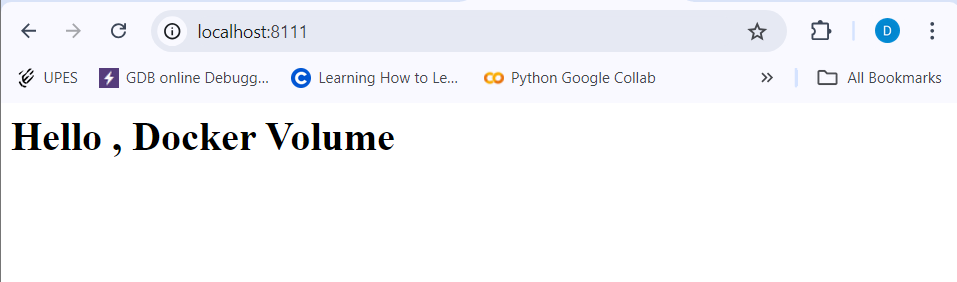 localhost:8111
D
UPES
GDB online Debugg...
Learning How to Le...
Python Google Collab
All Bookmarks
Hello , Docker Volume